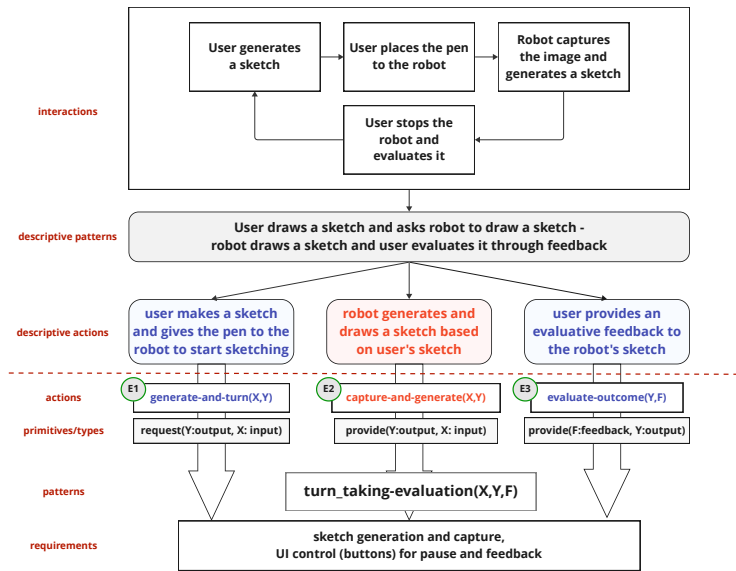 User generates
a sketch
User places the pen
to the robot
Robot captures
the image and
generates a sketch
interactions
User stops the
robot and
evaluates it
descriptive patterns
User draws a sketch and asks robot to draw a sketch -
robot draws a sketch and user evaluates it through feedback
descriptive actions
user makes a sketch
and gives the pen to the
robot to start sketching
robot generates and
draws a sketch based
on user's sketch
user provides an
evaluative feedback to
the robot's sketch
actions
E1
generate-and-turn(X,Y)
E2
capture-and-generate(X,Y)
E3
evaluate-outcome(Y,F)
primitives/types
request(Y:output, X: input)
provide(Y:output, X: input)
provide(F:feedback, Y:output)
patterns
turn_taking-evaluation(X,Y,F)
requirements
sketch generation and capture,
UI control (buttons) for pause and feedback